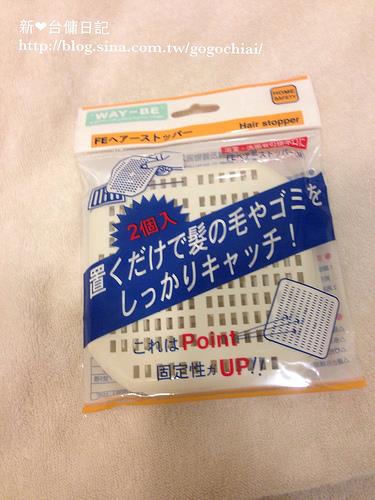 新❤台傭日記
http://blog.sina.com.tw/gogochiai/
WAY-BE
HOME SAFETY
FEヘアーストッパー
Hair stopper
2個入
置くだけで髪の毛やゴミを
しっかりキャッチ!
これはPoint
固定性がUP!!